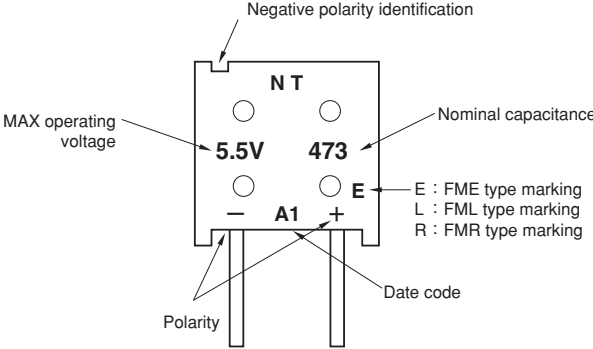 Negative polarity identification
N T
MAX operating
voltage
Nominal capacitance
5.5V 473
E
E : FME type marking
L : FML type marking
R : FMR type marking
− A1 +
Date code
Polarity